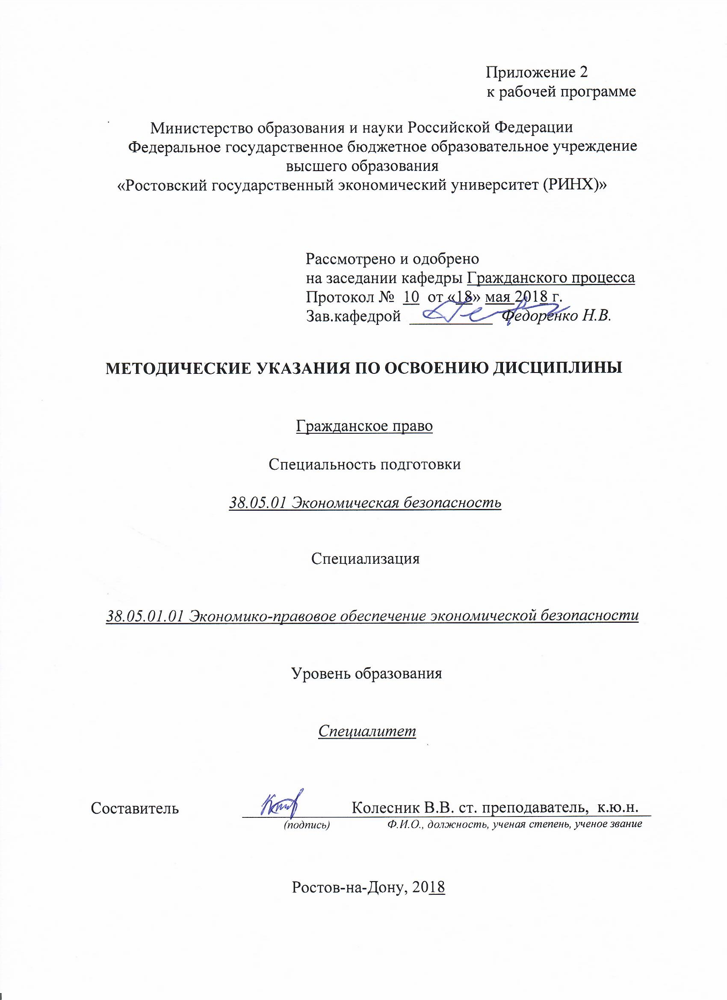 Приложение 2
к рабочей программе
Министерство образования и науки Российской Федерации
Федеральное государственное бюджетное образовательное учреждение
высшего образования
«Ростовский государственный экономический университет (РИНХ)»
Рассмотрено и одобрено
на заседании кафедры Гражданского процесса
Протокол № 10 от «18» мая 2018 г.
Зав.кафедрой ___________ Федоренко Н.В.
МЕТОДИЧЕСКИЕ УКАЗАНИЯ ПО ОСВОЕНИЮ ДИСЦИПЛИНЫ
Гражданское право
Специальность подготовки
38.05.01 Экономическая безопасность
Специализация
38.05.01.01 Экономико-правовое обеспечение экономической безопасности
Уровень образования
Специалитет
Составитель Колесник В.В. ст. преподаватель, к.ю.н.
(подпись) Ф.И.О., должность, ученая степень, ученое звание
Ростов-на-Дону, 2018